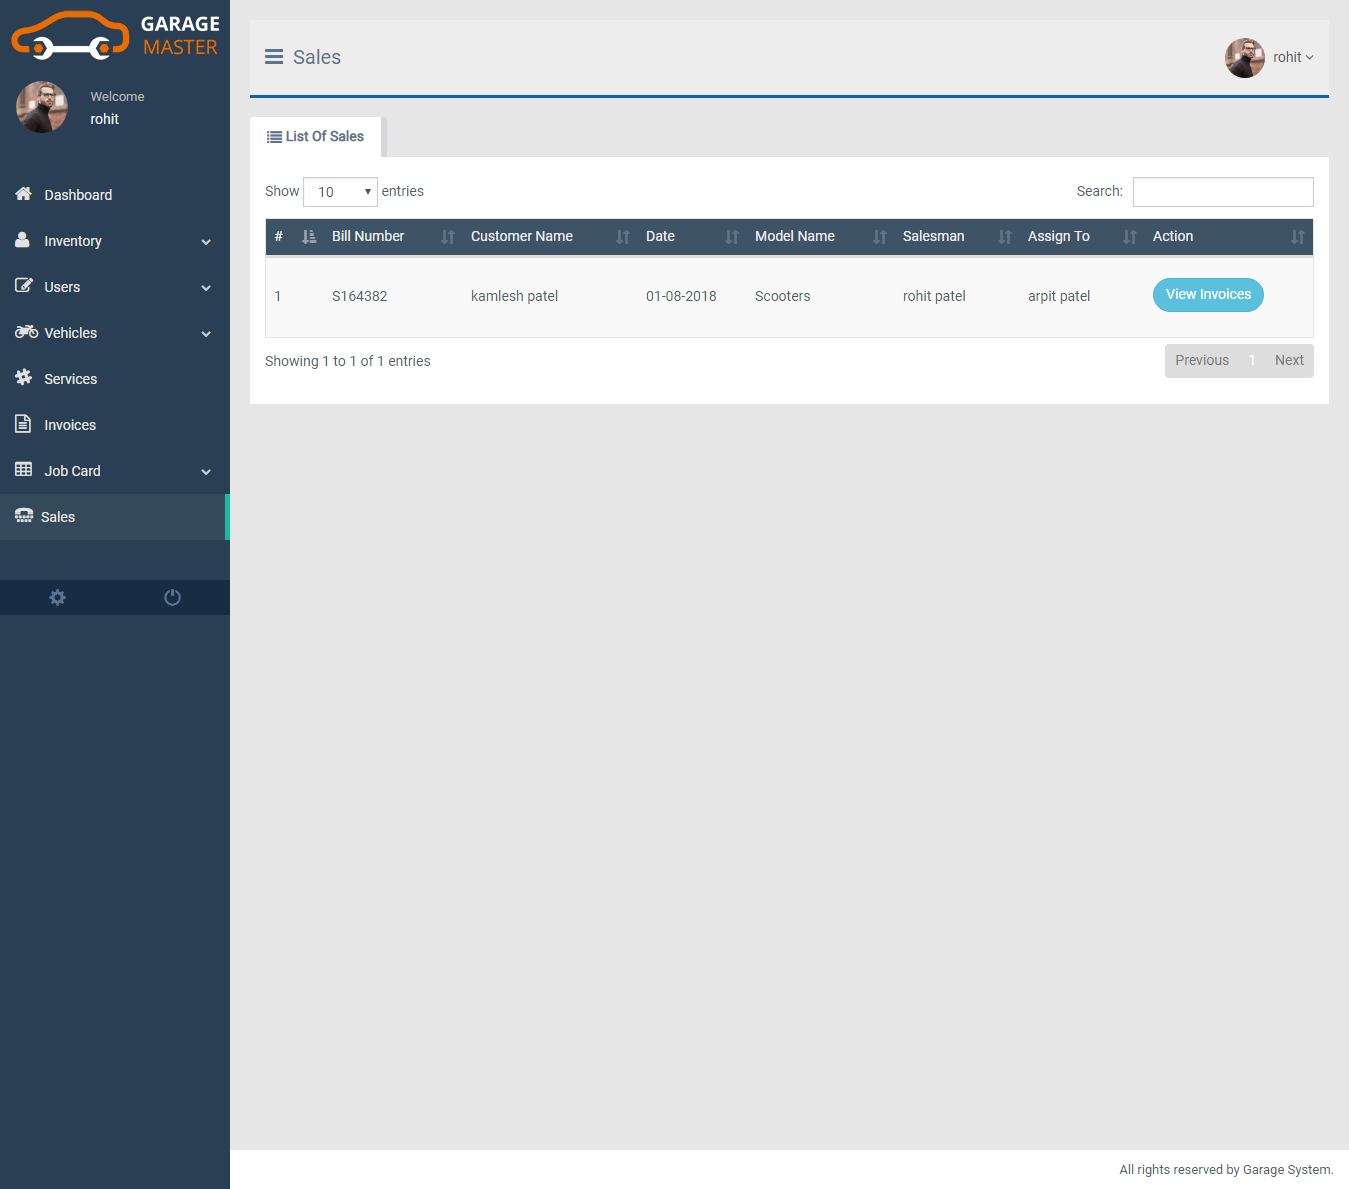 GARAGE
MASTER
Welcome
rohit
Dashboard
Inventory
Users
Vehicles
Services
Invoices
Job Card
Sales
Sales
rohit
List Of Sales
Show 10 entries
Search:
# Bill Number Customer Name Date Model Name Salesman Assign To Action
1 S164382 kamlesh patel 01-08-2018 Scooters rohit patel arpit patel View Invoices
Showing 1 to 1 of 1 entries
Previous 1 Next
All rights reserved by Garage System.